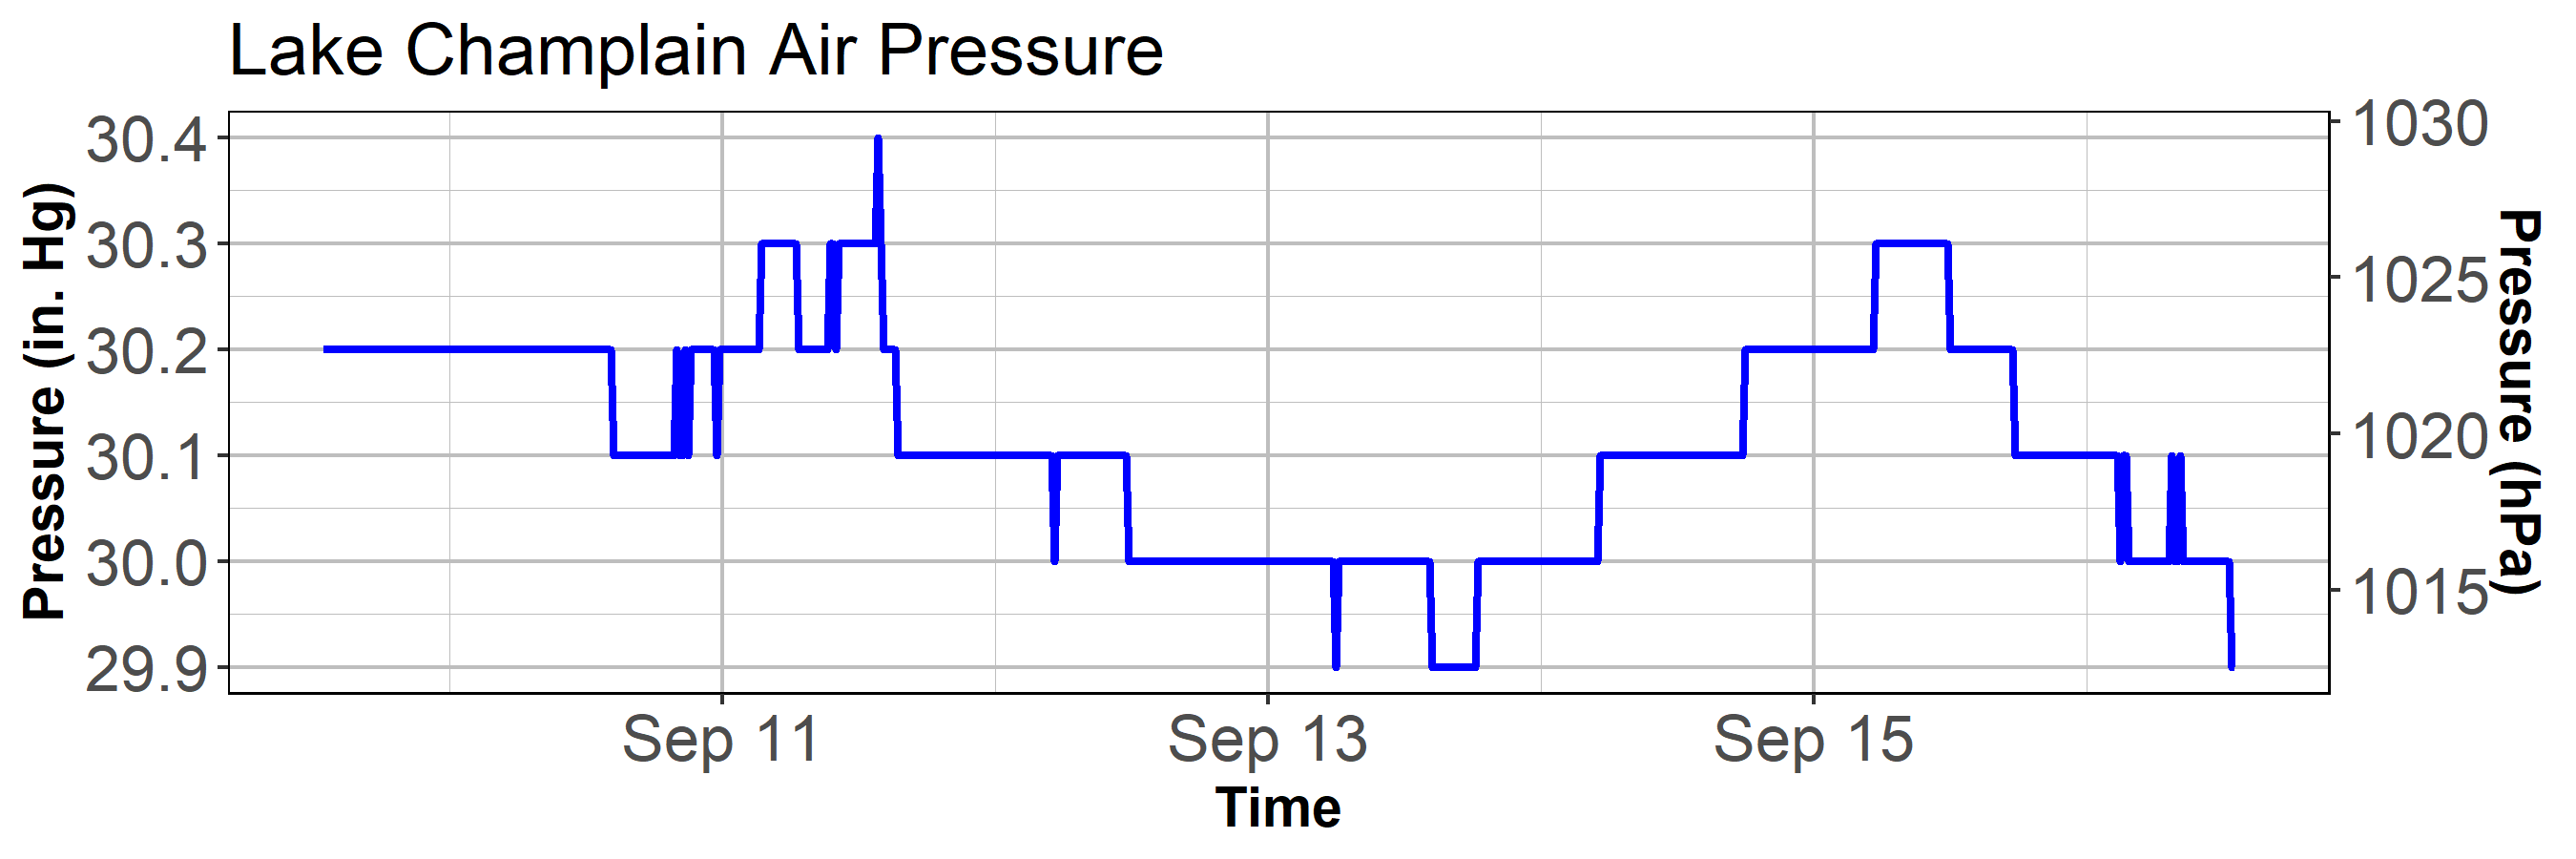 Lake Champlain Air Pressure
Pressure (in. Hg)
30.4
30.3
30.2
30.1
30.0
29.9
1030
1025
1020
1015
Pressure (hPa)
Sep 11
Sep 13
Sep 15
Time